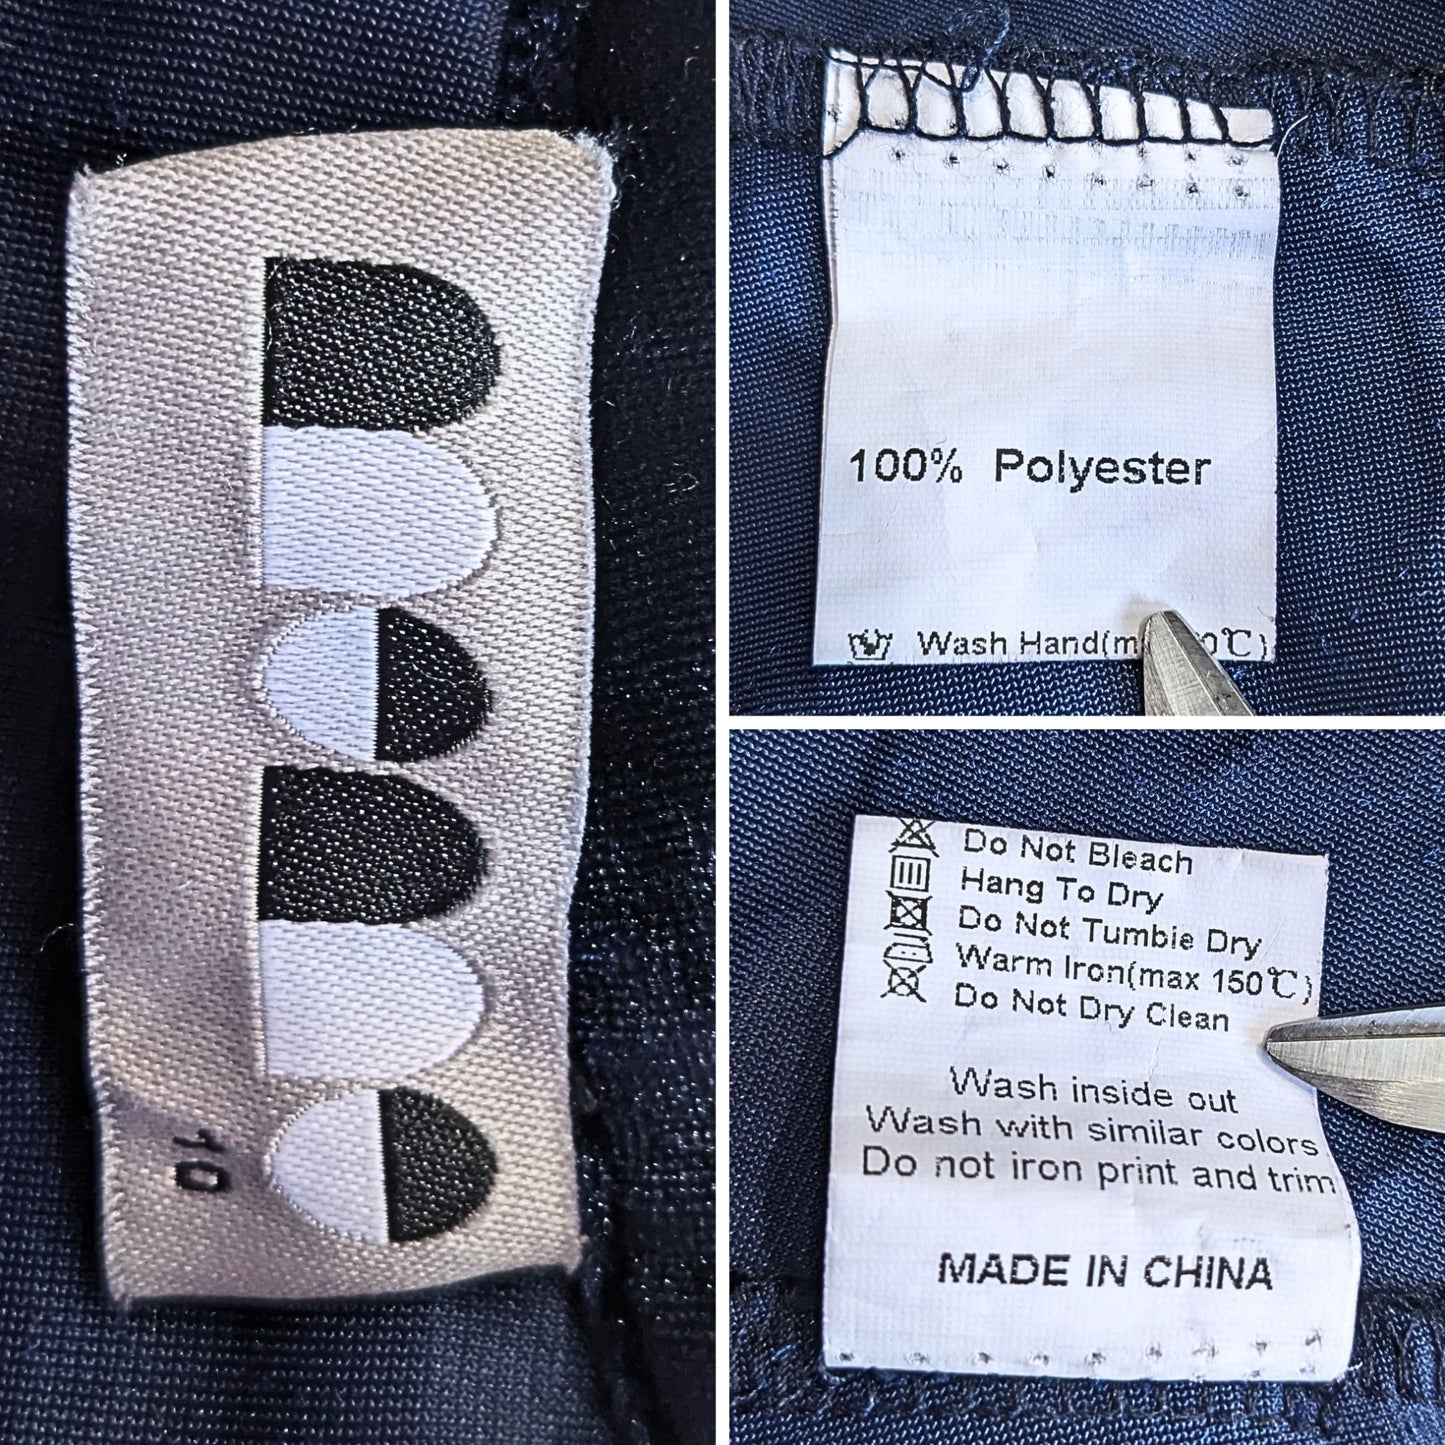 10
100% Polyester
Wash Hand(m 0℃)
Do Not Bleach
Hang To Dry
Do Not Tumbie Dry
Warm Iron(max 150℃)
Do Not Dry Clean
Wash inside out
Wash with similar colors
Do not iron print and trim
MADE IN CHINA